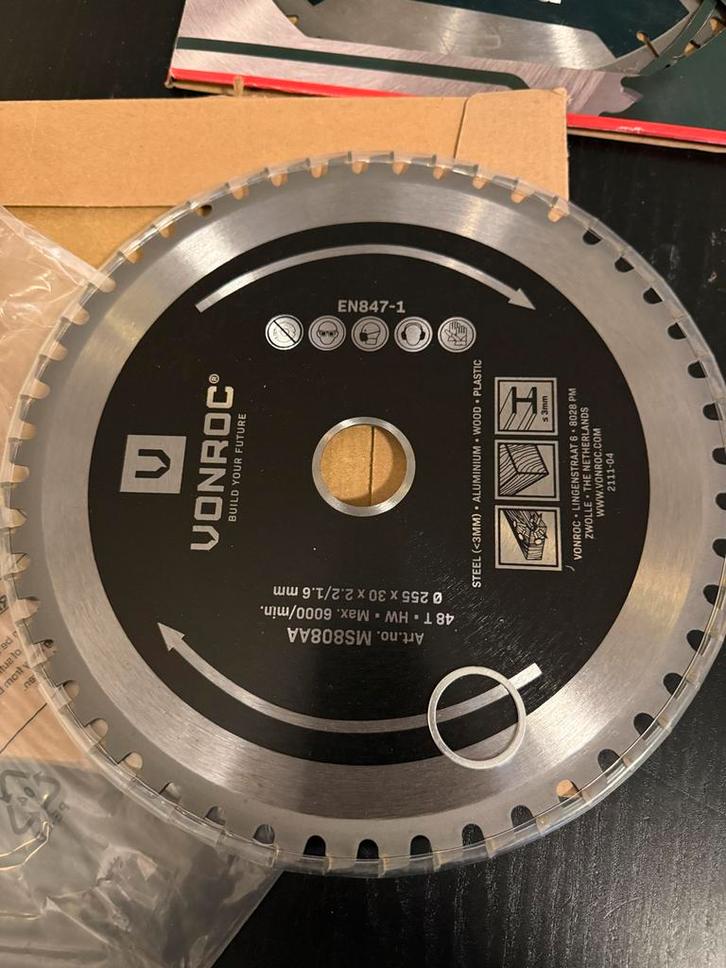 EN847-1
VONROC®
BUILD YOUR FUTURE
STEEL (<3MM) • ALUMINIUM • WOOD • PLASTIC
≤ 3mm
VONROC • LINGENSTRAAT 6 • 8028 PM
ZWOLLE • THE NETHERLANDS
WWW.VONROC.COM
2111-04
Art.no. MS808AA
48 T • HW • Max. 6000/min.
Ø 255 x 30 x 2.2/1.6 mm